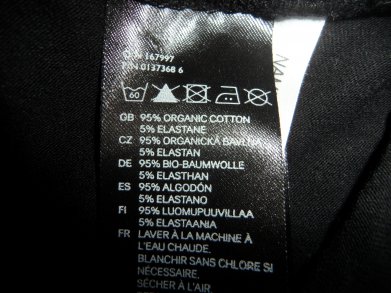 167997
P/N 0137368 6
NAI
60
GB 95% ORGANIC COTTON
5% ELASTANE
CZ 95% ORGANICKÁ BAVLNA
5% ELASTAN
DE 95% BIO-BAUMWOLLE
5% ELASTHAN
ES 95% ALGODÓN
5% ELASTANO
FI 95% LUOMUPUUVILLAA
5% ELASTAANIA
FR LAVER À LA MACHINE À
L'EAU CHAUDE.
BLANCHIR SANS CHLORE SI
NÉCESSAIRE.
SÉCHER À L'AIR